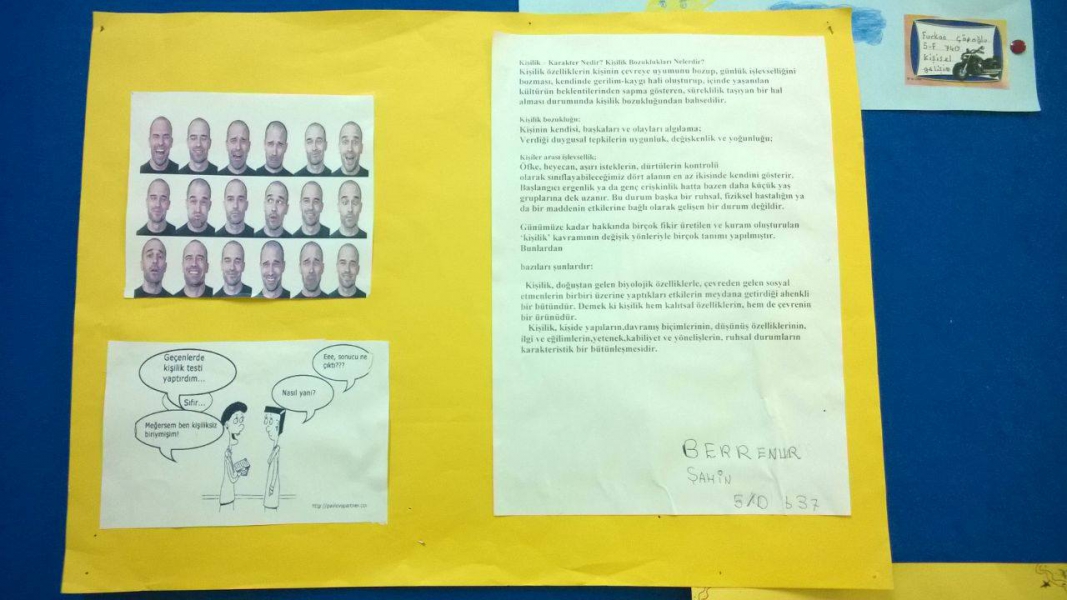 Kişilik - Karakter Nedir? Kişilik Bozuklukları Nelerdir?
Kişilik özelliklerin kişinin çevreye uyumunu bozup, günlük işlevselliğini
bozması, kendinde gerilim-kaygı hali oluşturup, içinde yaşandan
kültürün beklentilerinden sapma gösteren, süreklilik taşıyan bir hal
alması durumunda kişilik bozukluğundan bahsedilir.
Kişilik bozukluğu;
Kişinin kendisi, başkaları ve olayları algılama;
Verdiği duygusal tepkilerin uygunluk, değişkenlik ve yoğunluğu;
Kişiler arası işlevsellik;
Öfke, heyecan, aşırı isteklerin, dürtülerin kontrolü
olarak sınıflayabileceğimiz dört alanın en az ikisinde kendini gösterir.
Başlangıcı ergenlik ya da genç erişkinlik hatta bazen daha küçük yaş
gruplarına dek uzanır. Bu durum başka bir ruhsal, fiziksel hastalığın ya
da bir maddenin etkilerine bağlı olarak gelişen bir durum değildir.
Günümüze kadar hakkında birçok fikir üretilen ve kuram oluşturulan
'kişilik' kavramının değişik yönleriyle birçok tanımı yapılmıştır.
Bunlardan
bazıları şunlardır:
Kişilik, doğuştan gelen biyolojik özelliklerle, çevreden gelen sosyal
etmenlerin birbiri üzerine yaptıkları etkilerin meydana getirdiği ahenkli
bir bütündür. Demek ki kişilik hem kalıtsal özelliklerin, hem de çevrenin
bir ürünüdür.
Kişilik, kişide yapıların,davranış biçimlerinin, düşünüş özelliklerinin,
ilgi ve eğilimlerin,yetenek,kabiliyet ve yönelişlerin, ruhsal durumların
karakteristik bir bütünleşmesidir.
BERRENUR
ŞAHİN
5/D 637
Geçenlerde
kişilik testi
yaptırdım...
Eee, sonucu ne
çıktı???
Sıfır...
Nasıl yani?
Meğersem ben kişiliksiz
biriymişim!
Furkan
5-F 740
Kişisel
gelişim